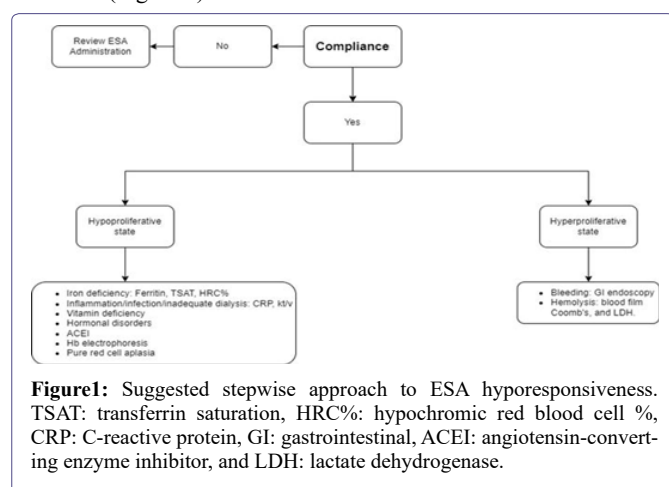 Review ESA
Administration
No
Compliance
Yes
Hypoproliferative
state
Hyperproliferative
state
• Iron deficiency: Ferritin, TSAT, HRC%
• Inflammation/infection/inadequate dialysis: CRP, kt/v
• Vitamin deficiency
• Hormonal disorders
• ACEI
• Hb electrophoresis
• Pure red cell aplasia
• Bleeding: GI endoscopy
• Hemolysis: blood film
Coomb's, and LDH.
Figure1: Suggested stepwise approach to ESA hyporesponsiveness.
TSAT: transferrin saturation, HRC%: hypochromic red blood cell %,
CRP: C-reactive protein, GI: gastrointestinal, ACEI: angiotensin-convert-
ing enzyme inhibitor, and LDH: lactate dehydrogenase.